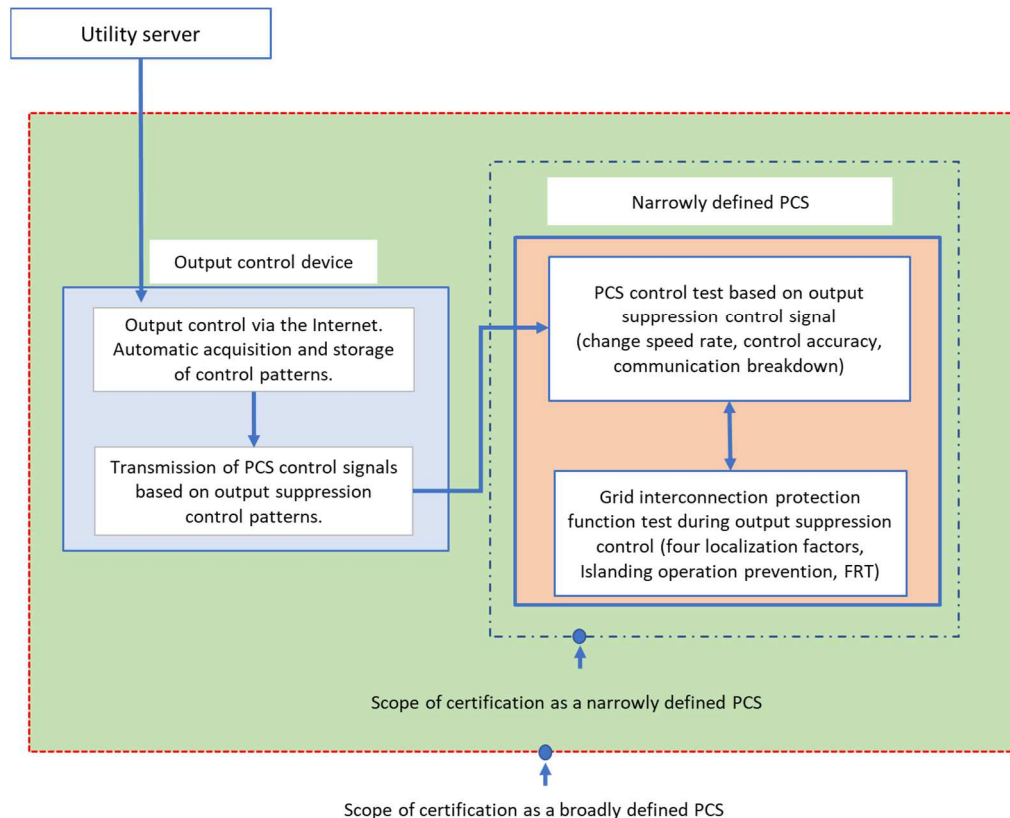 Utility server
Narrowly defined PCS
Output control device
Output control via the Internet.
Automatic acquisition and storage
of control patterns.
Transmission of PCS control signals
based on output suppression
control patterns.
PCS control test based on output
suppression control signal
(change speed rate, control accuracy,
communication breakdown)
Grid interconnection protection
function test during output suppression
control (four localization factors,
Islanding operation prevention, FRT)
Scope of certification as a narrowly defined PCS
Scope of certification as a broadly defined PCS